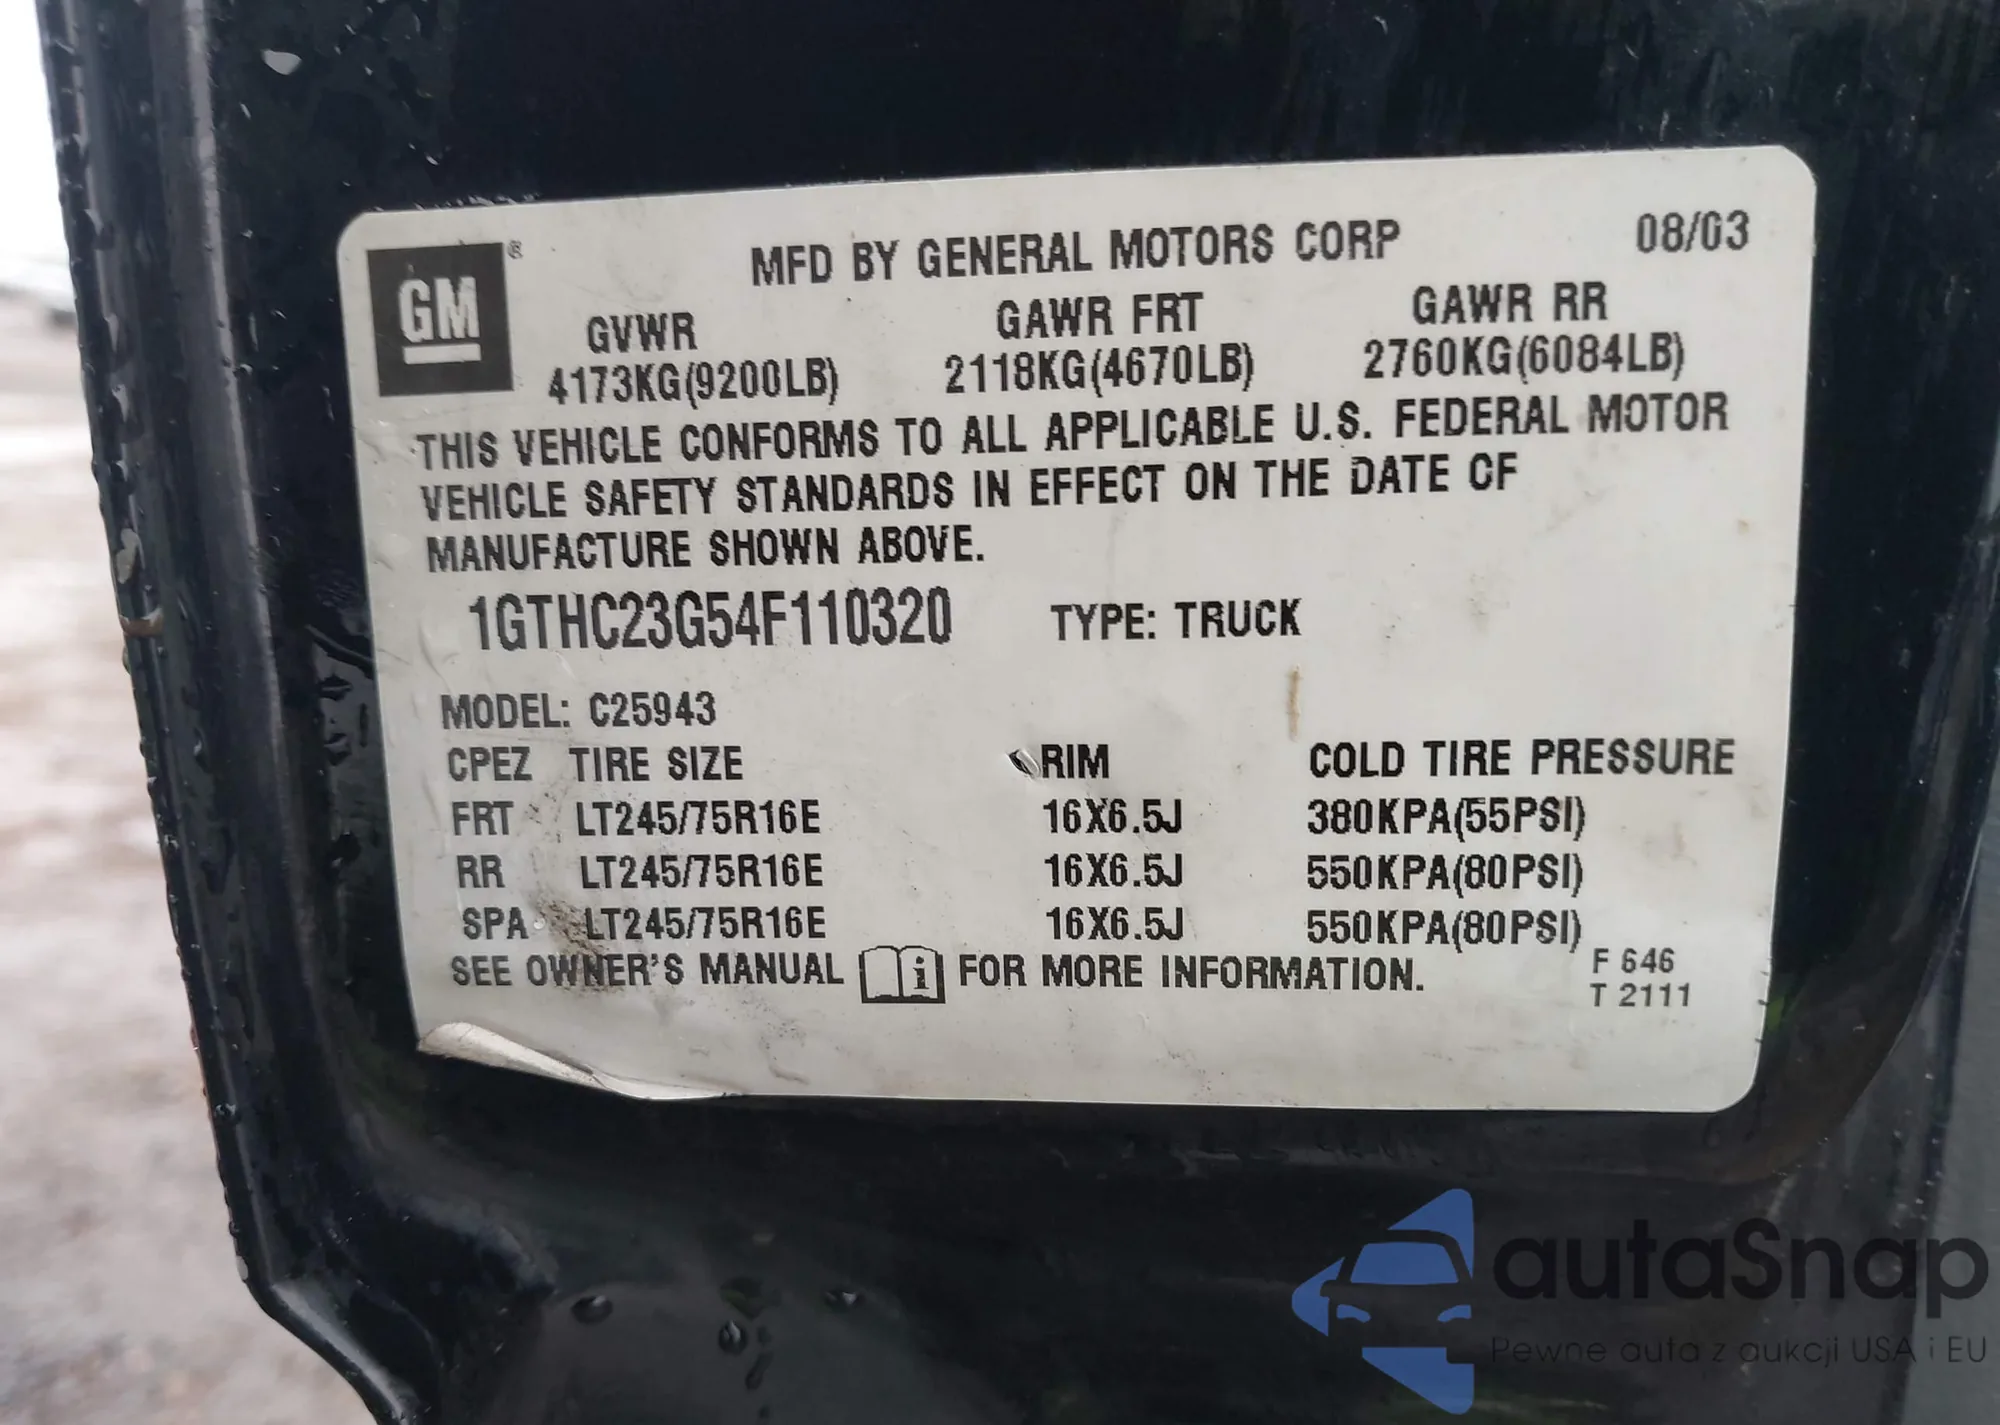 GM ®
MFD BY GENERAL MOTORS CORP 08/03
GVWR GAWR FRT GAWR RR
4173KG(9200LB) 2118KG(4670LB) 2760KG(6084LB)
THIS VEHICLE CONFORMS TO ALL APPLICABLE U.S. FEDERAL MOTOR
VEHICLE SAFETY STANDARDS IN EFFECT ON THE DATE OF
MANUFACTURE SHOWN ABOVE.
1GTHC23G54F110320 TYPE: TRUCK
MODEL: C25943
CPEZ TIRE SIZE RIM COLD TIRE PRESSURE
FRT LT245/75R16E 16X6.5J 380KPA(55PSI)
RR LT245/75R16E 16X6.5J 550KPA(80PSI)
SPA LT245/75R16E 16X6.5J 550KPA(80PSI)
SEE OWNER'S MANUAL i FOR MORE INFORMATION.
F 646
T 2111
autaSnap
Pewne auta z aukcji USA i EU